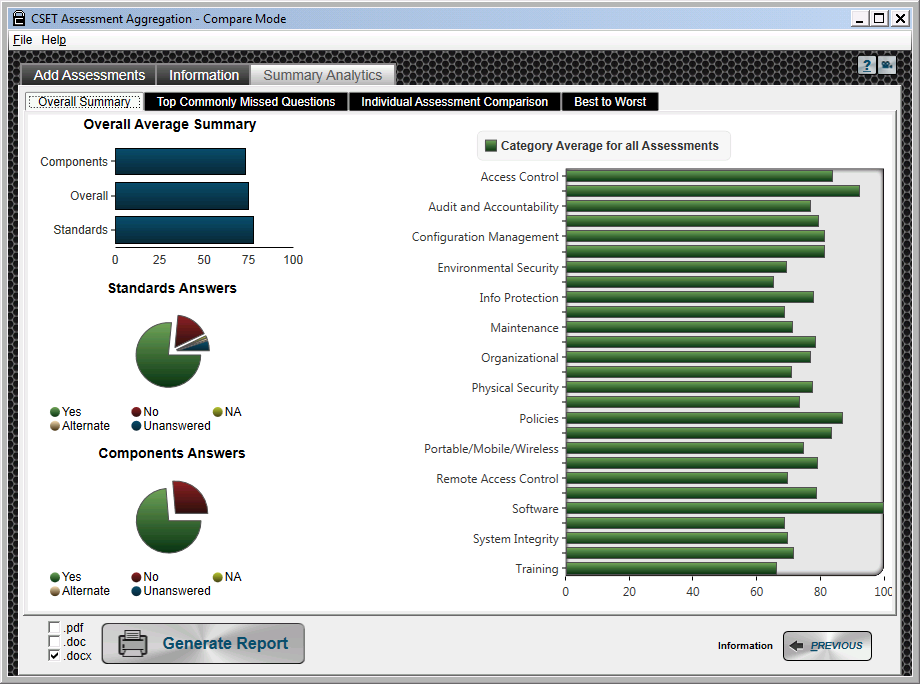 CSET Assessment Aggregation - Compare Mode
File Help
Add Assessments Information Summary Analytics
?
Overall Summary Top Commonly Missed Questions Individual Assessment Comparison Best to Worst
Overall Average Summary
Components
Overall
Standards
0 25 50 75 100
Standards Answers
Yes No NA
Alternate Unanswered
Components Answers
Yes No NA
Alternate Unanswered
Category Average for all Assessments
Access Control
Audit and Accountability
Configuration Management
Environmental Security
Info Protection
Maintenance
Organizational
Physical Security
Policies
Portable/Mobile/Wireless
Remote Access Control
Software
System Integrity
Training
0 20 40 60 80 100
.pdf
.doc
.docx
Generate Report
Information
PREVIOUS